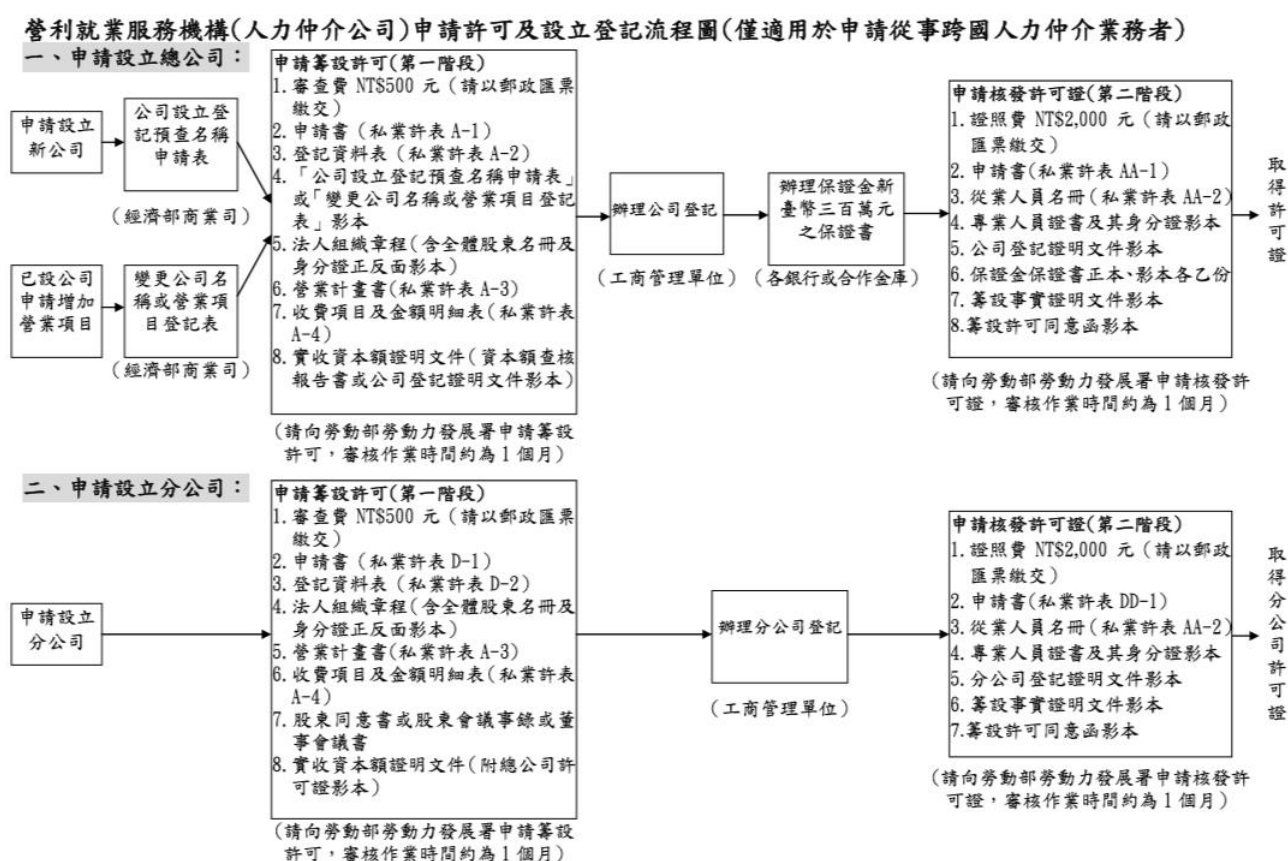 營利就業服務機構(人力仲介公司)申請許可及設立登記流程圖(僅適用於申請從事跨國人力仲介業務者)
一、申請設立總公司：
申請設立
新公司
公司設立登
記預查名稱
申請表
(經濟部商業司)
已設公司
申請增加
營業項目
變更公司名
稱或營業項
目登記表
(經濟部商業司)
申請籌設許可(第一階段)
1.審查費 NT$500 元（請以郵政匯票
繳交）
2.申請書（私業許表 A-1）
3.登記資料表（私業許表 A-2）
4.「公司設立登記預查名稱申請表」
或「變更公司名稱或營業項目登記
表」影本
5.法人組織章程(含全體股東名冊及
身分證正反面影本)
6.營業計畫書(私業許表 A-3)
7.收費項目及金額明細表(私業許表
A-4)
8.實收資本額證明文件(資本額查核
報告書或公司登記證明文件影本)
(請向勞動部勞動力發展署申請籌設
許可，審核作業時間約為 1 個月)
辦理公司登記
(工商管理單位)
辦理保證金新
臺幣三百萬元
之保證書
(各銀行或合作金庫)
申請核發許可證(第二階段)
1.證照費 NT$2,000 元（請以郵政
匯票繳交）
2.申請書(私業許表 AA-1)
3.從業人員名冊(私業許表 AA-2)
4.專業人員證書及其身分證影本
5.公司登記證明文件影本
6.保證金保證書正本、影本各乙份
7.籌設事實證明文件影本
8.籌設許可同意函影本
(請向勞動部勞動力發展署申請核發許
可證，審核作業時間約為 1 個月)
取得許可證
二、申請設立分公司：
申請設立
分公司
申請籌設許可(第一階段)
1.審查費 NT$500 元（請以郵政匯票
繳交）
2.申請書（私業許表 D-1）
3.登記資料表（私業許表 D-2）
4.法人組織章程(含全體股東名冊及
身分證正反面影本)
5.營業計畫書(私業許表 A-3)
6.收費項目及金額明細表(私業許表
A-4)
7.股東同意書或股東會議事錄或董
事會議書
8.實收資本額證明文件(附總公司許
可證影本)
(請向勞動部勞動力發展署申請籌設
許可，審核作業時間約為 1 個月)
辦理分公司登記
(工商管理單位)
申請核發許可證(第二階段)
1.證照費 NT$2,000 元（請以郵政
匯票繳交）
2.申請書(私業許表 DD-1)
3.從業人員名冊(私業許表 AA-2)
4.專業人員證書及其身分證影本
5.分公司登記證明文件影本
6.籌設事實證明文件影本
7.籌設許可同意函影本
(請向勞動部勞動力發展署申請核發許
可證，審核作業時間約為 1 個月)
取得分公司許可證